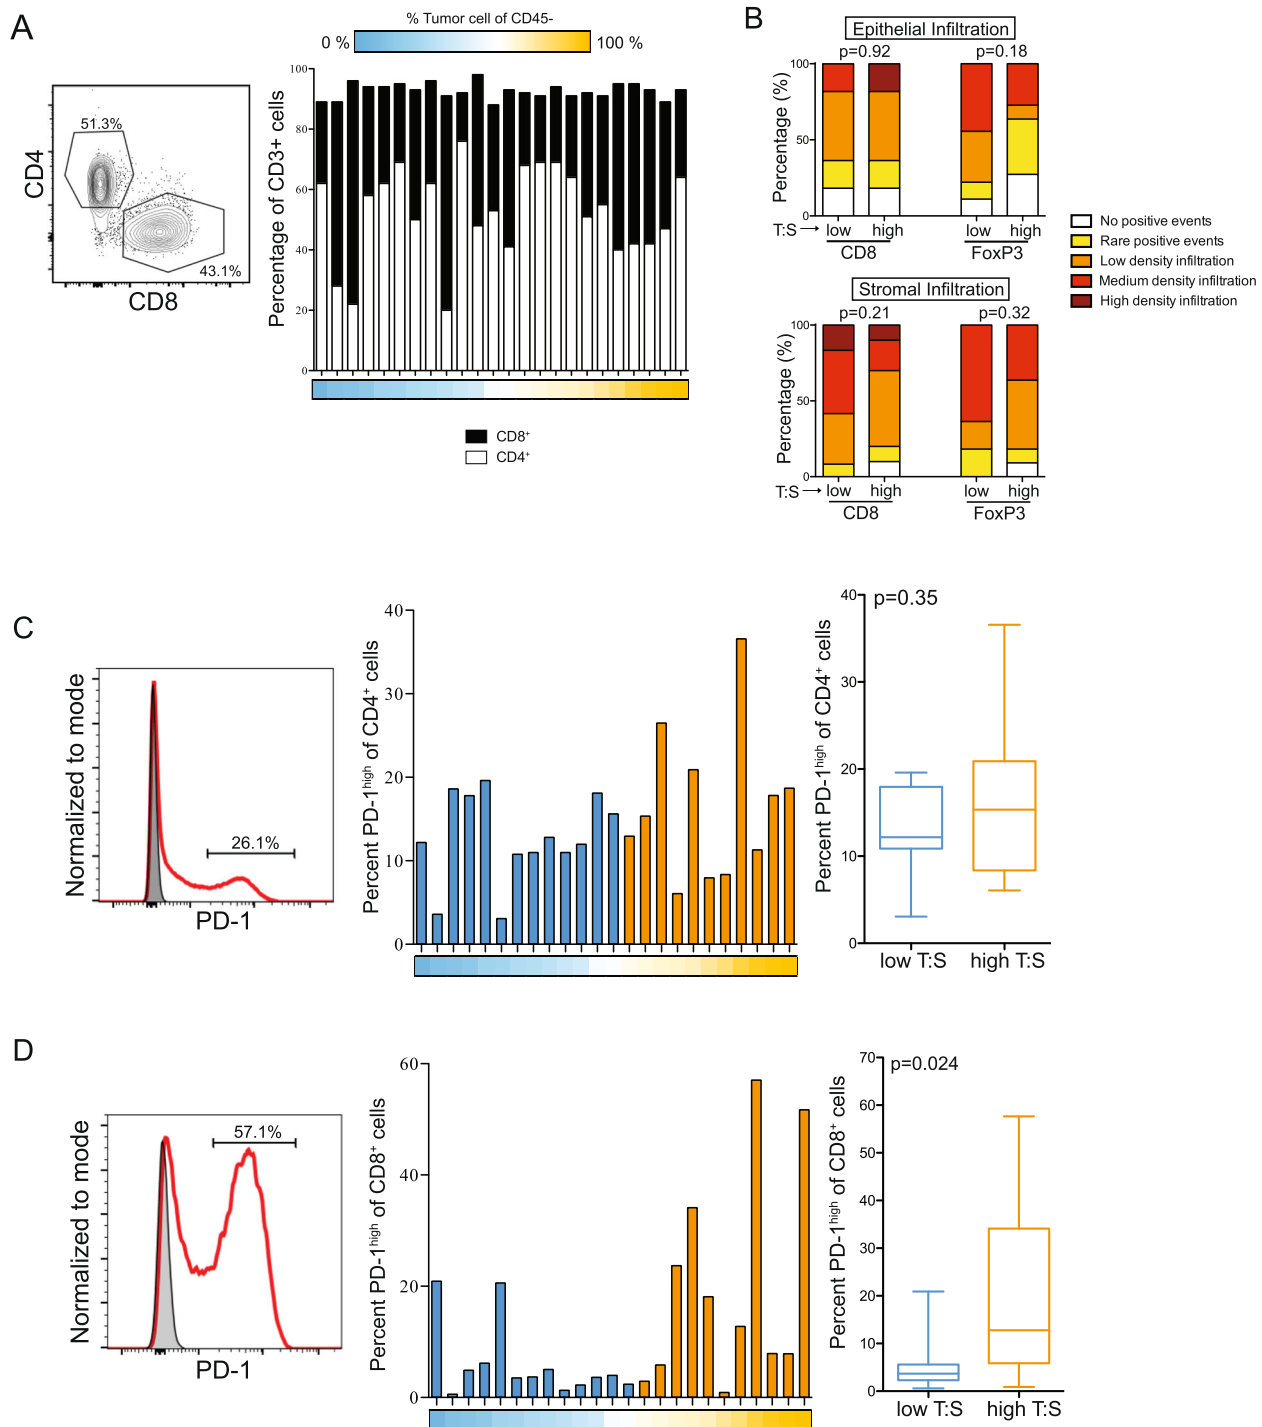 A
% Tumor cell of CD45-
0 %
100 %
CD4
51.3%
43.1%
CD8
Percentage of CD3+ cells
100
80
60
40
20
0
CD8⁺
CD4⁺
B
Epithelial Infiltration
p=0.92
p=0.18
Percentage (%)
100
50
0
T:S
low
high
low
high
CD8
FoxP3
Stromal Infiltration
p=0.21
p=0.32
Percentage (%)
100
50
0
T:S
low
high
low
high
CD8
FoxP3
No positive events
Rare positive events
Low density infiltration
Medium density infiltration
High density infiltration
C
Normalized to mode
26.1%
PD-1
Percent PD-1ʰⁱᵍʰ of CD4⁺ cells
40
30
20
10
0
p=0.35
Percent PD-1ʰⁱᵍʰ of CD4⁺ cells
40
30
20
10
0
low T:S
high T:S
D
Normalized to mode
57.1%
PD-1
Percent PD-1ʰⁱᵍʰ of CD8⁺ cells
60
40
20
0
p=0.024
Percent PD-1ʰⁱᵍʰ of CD8⁺ cells
70
60
50
40
30
20
10
0
low T:S
high T:S